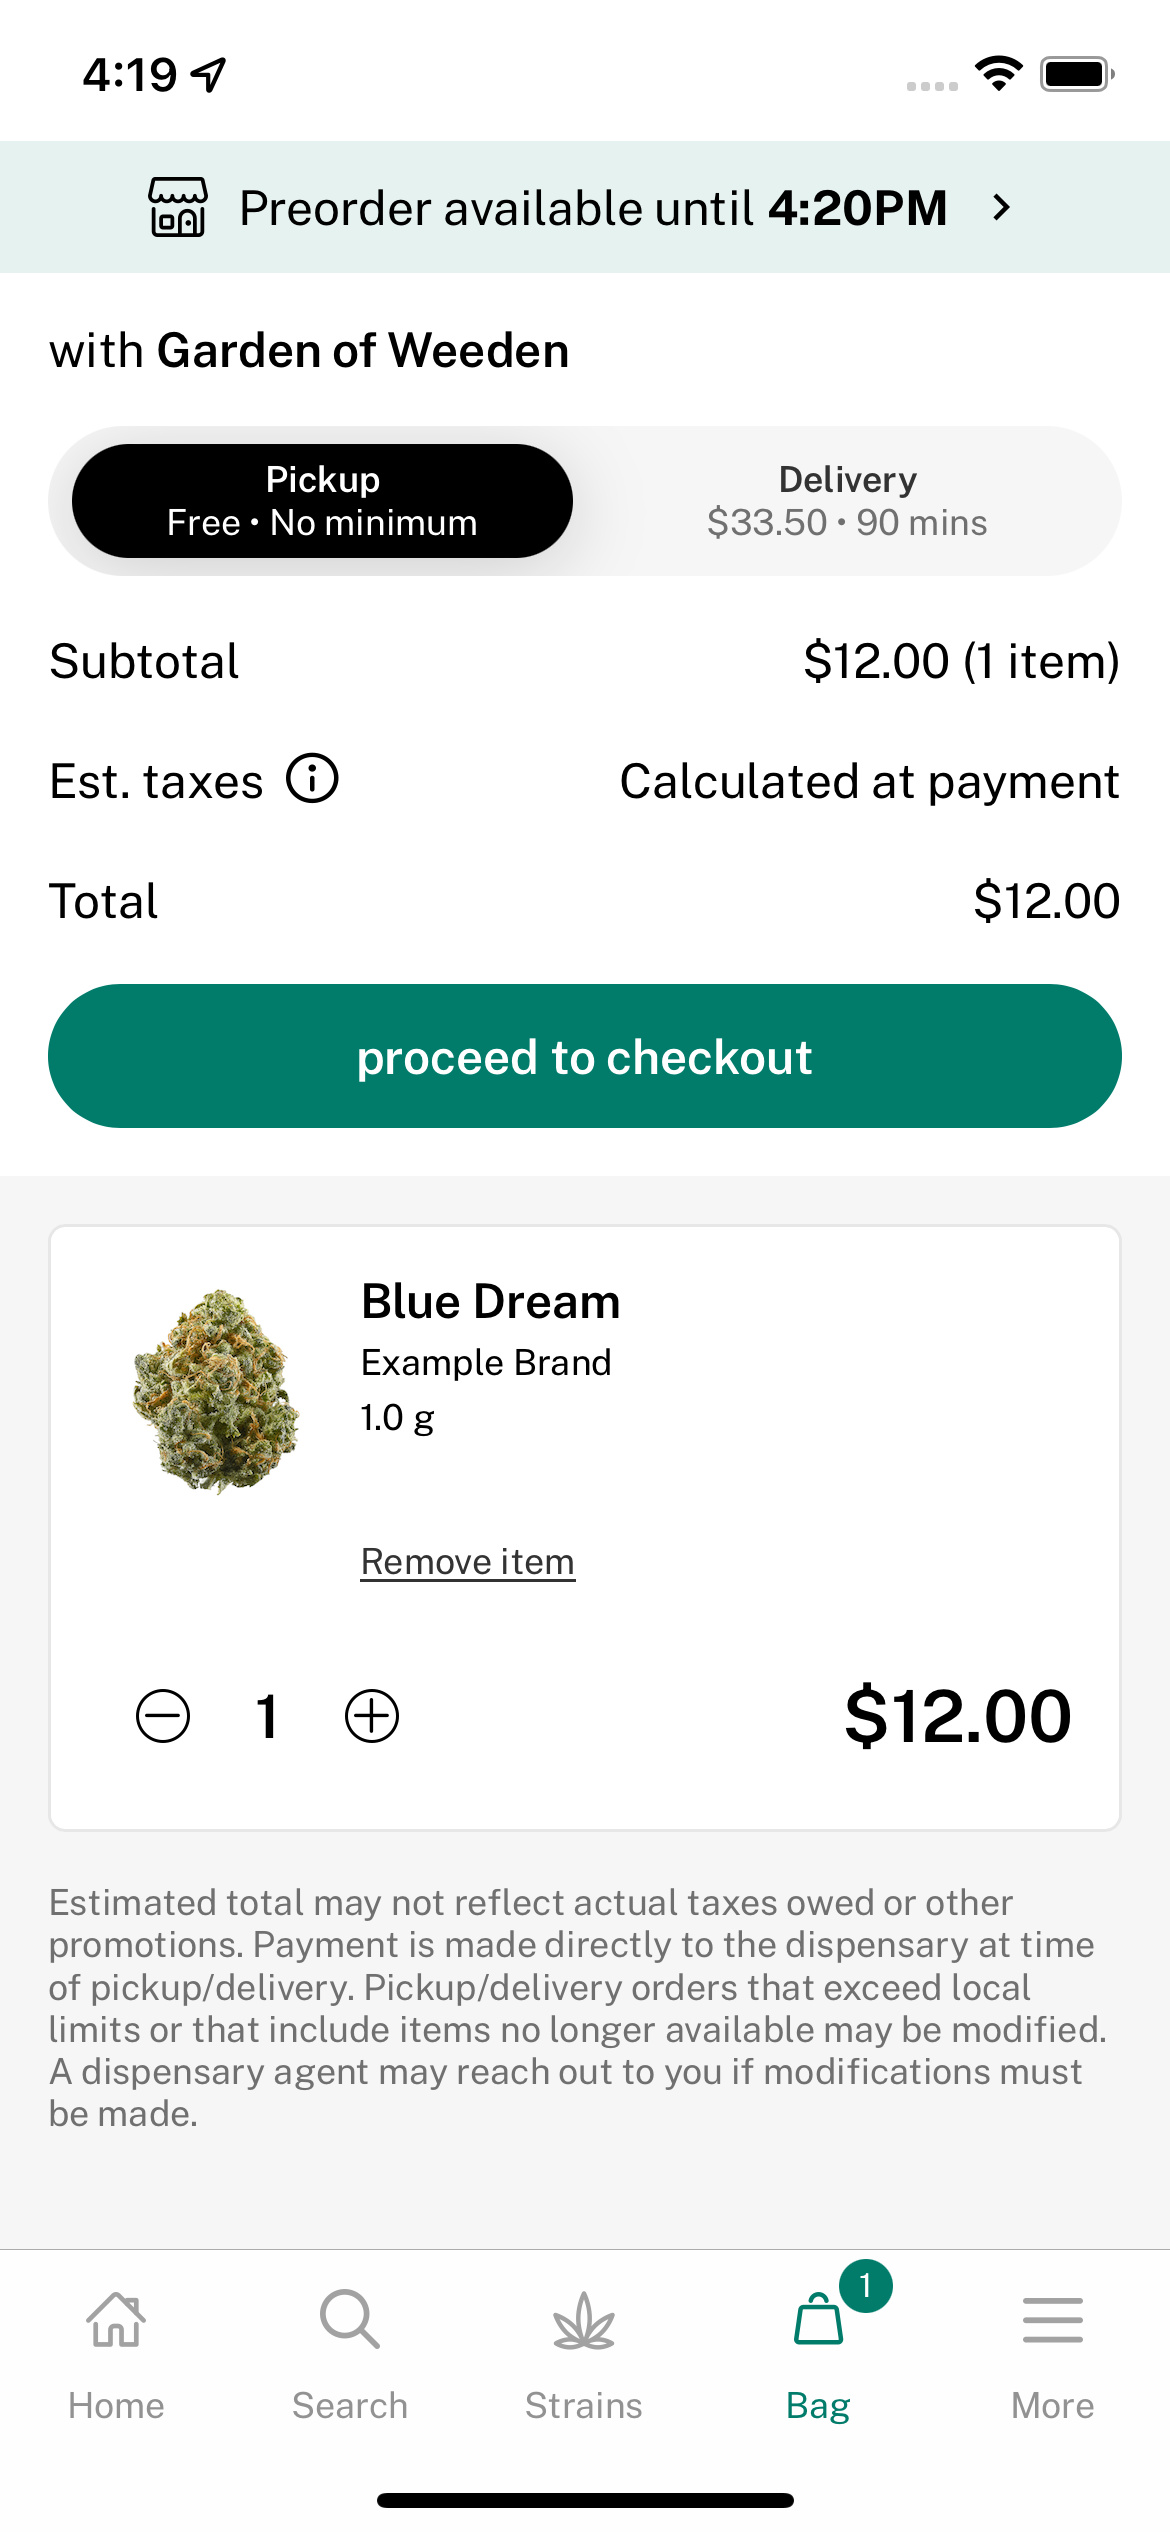 4:19
Preorder available until 4:20PM
with Garden of Weeden
Pickup
Free • No minimum
Delivery
$33.50 • 90 mins
Subtotal
$12.00 (1 item)
Est. taxes
Calculated at payment
Total
$12.00
proceed to checkout
Blue Dream
Example Brand
1.0 g
Remove item
1
$12.00
Estimated total may not reflect actual taxes owed or other
promotions. Payment is made directly to the dispensary at time
of pickup/delivery. Pickup/delivery orders that exceed local
limits or that include items no longer available may be modified.
A dispensary agent may reach out to you if modifications must
be made.
1
Home
Search
Strains
Bag
More